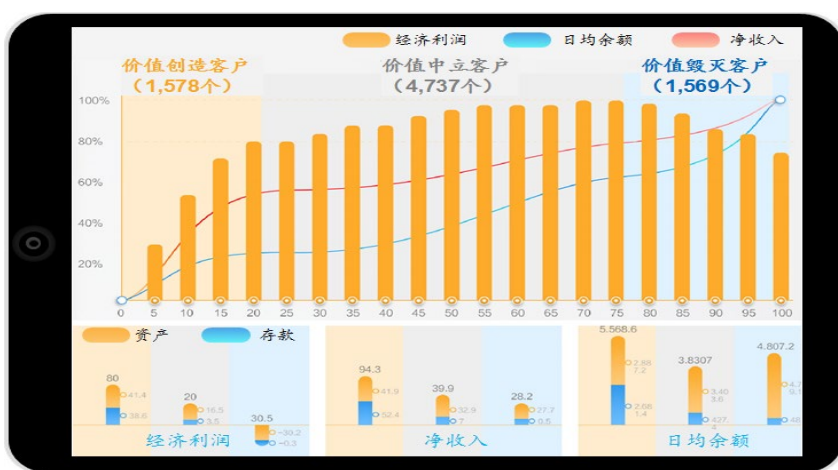 经济利润 日均余额 净收入
价值创造客户 价值中立客户 价值毁灭客户
(1,578个) (4,737个) (1,569个)
100%
80%
60%
40%
20%
0 5 10 15 20 25 30 35 40 45 50 55 60 65 70 75 80 85 90 95 100
资产 存款
80 20 30.5
41.4 16.5 -30.2
38.6 3.5 -0.3
经济利润
94.3 39.9 28.2
41.9 32.9 27.7
52.4 7 0.5
净收入
5.568.6 3.8307 4.807.2
日均余额